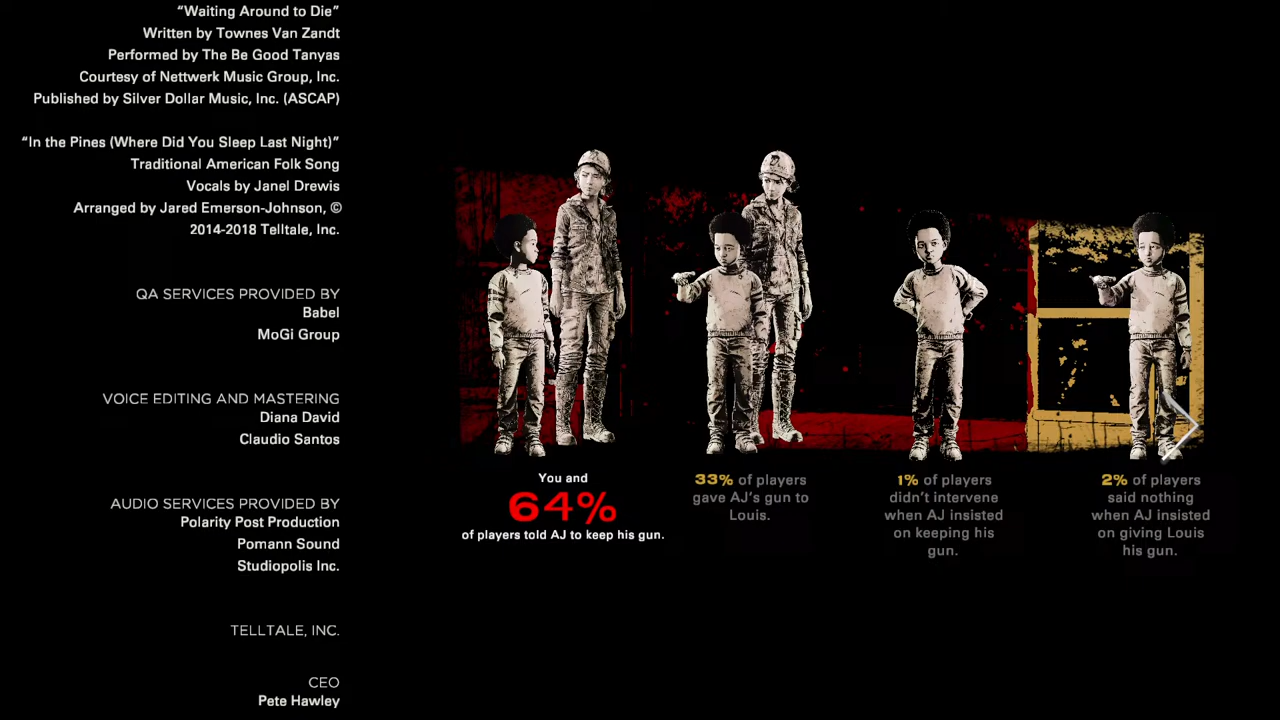 “Waiting Around to Die”
Written by Townes Van Zandt
Performed by The Be Good Tanyas
Courtesy of Nettwerk Music Group, Inc.
Published by Silver Dollar Music, Inc. (ASCAP)
“In the Pines (Where Did You Sleep Last Night)”
Traditional American Folk Song
Vocals by Janel Drewis
Arranged by Jared Emerson-Johnson, ©
2014-2018 Telltale, Inc.
QA SERVICES PROVIDED BY
Babel
MoGi Group
VOICE EDITING AND MASTERING
Diana David
Claudio Santos
AUDIO SERVICES PROVIDED BY
Polarity Post Production
Pomann Sound
Studiopolis Inc.
TELLTALE, INC.
CEO
Pete Hawley
You and
64%
of players told AJ to keep his gun.
33% of players
gave AJ’s gun to
Louis.
1% of players
didn’t intervene
when AJ insisted
on keeping his
gun.
2% of players
said nothing
when AJ insisted
on giving Louis
his gun.